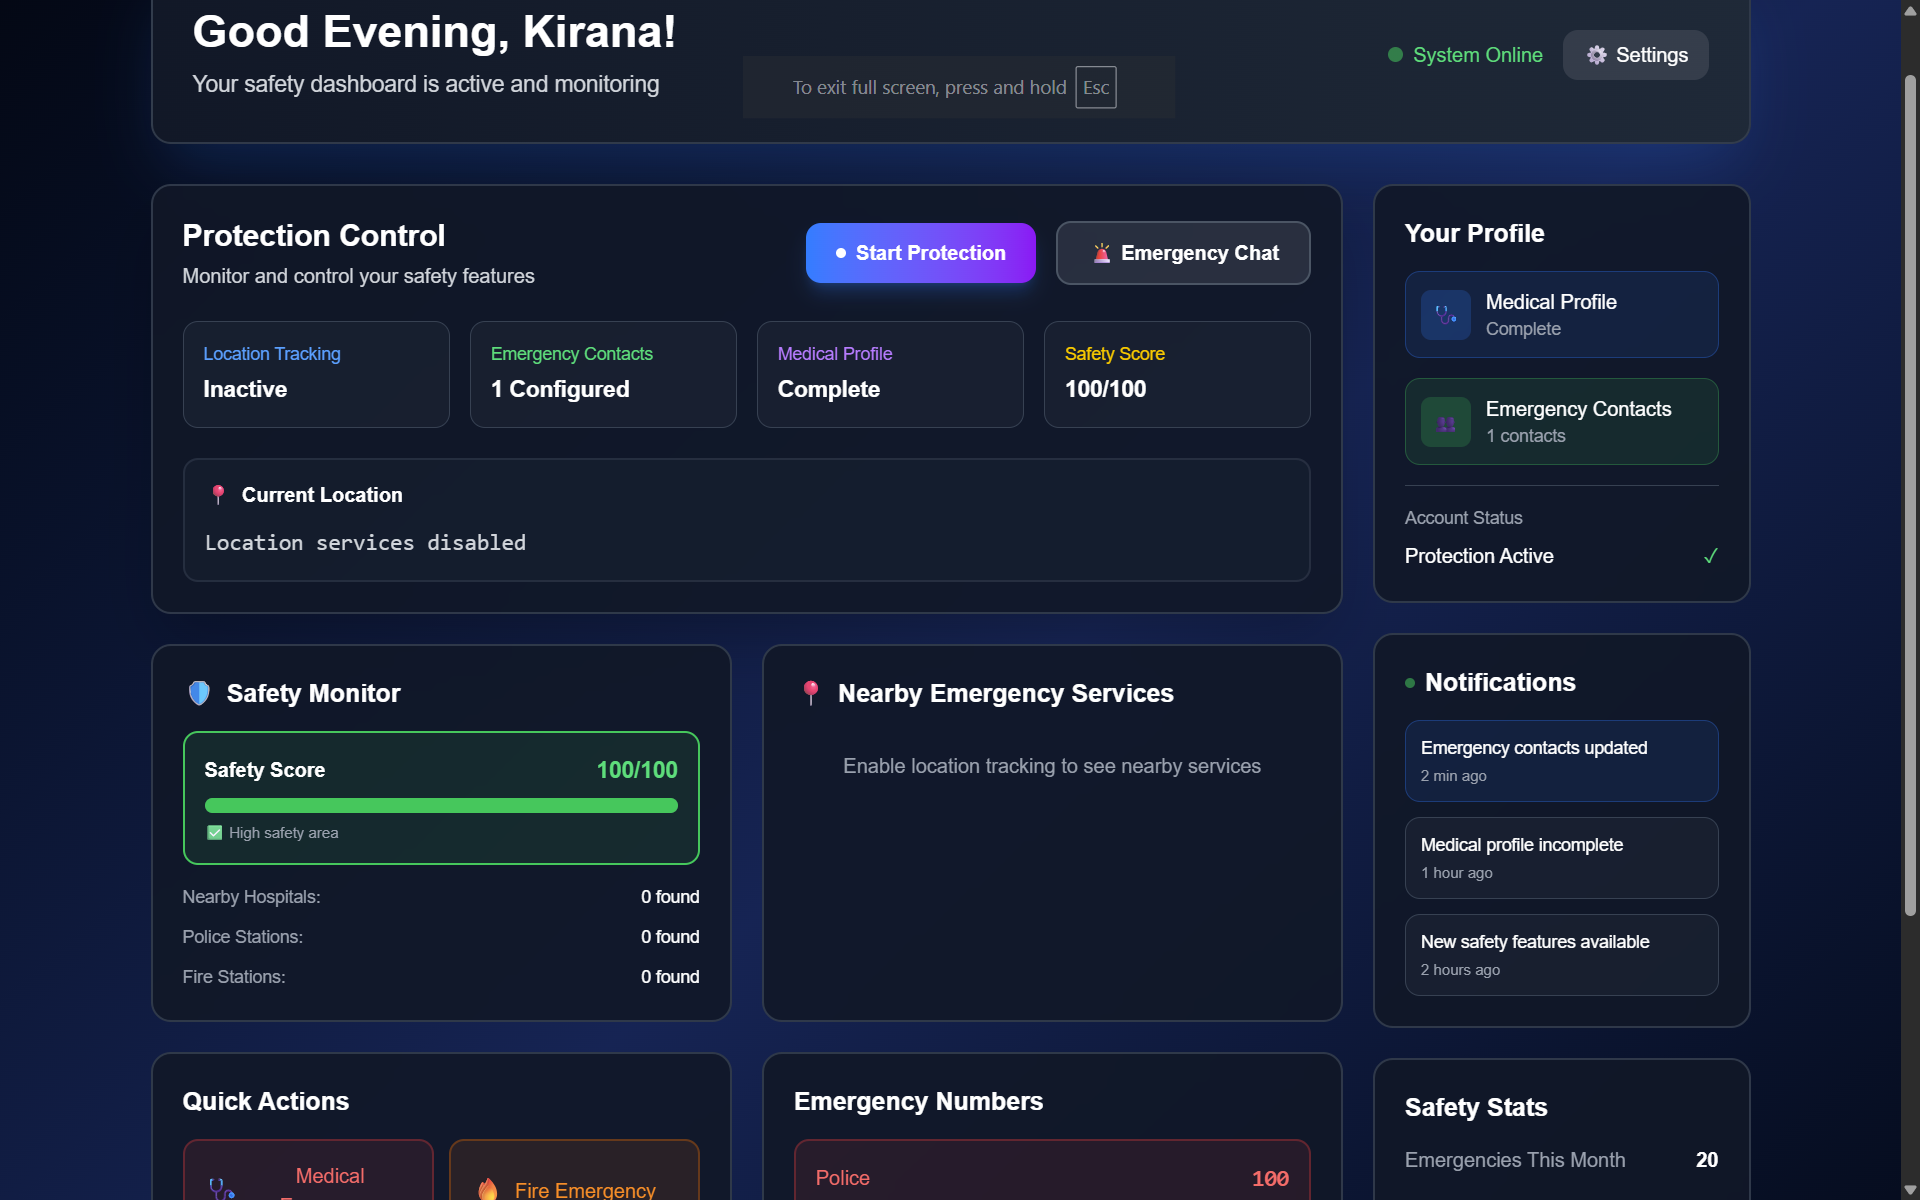 Good Evening, Kirana!
Your safety dashboard is active and monitoring
To exit full screen, press and hold Esc
System Online
Settings
Protection Control
Monitor and control your safety features
Start Protection
Emergency Chat
Location Tracking
Inactive
Emergency Contacts
1 Configured
Medical Profile
Complete
Safety Score
100/100
Current Location
Location services disabled
Your Profile
Medical Profile
Complete
Emergency Contacts
1 contacts
Account Status
Protection Active
Safety Monitor
Safety Score
100/100
High safety area
Nearby Hospitals: 0 found
Police Stations: 0 found
Fire Stations: 0 found
Nearby Emergency Services
Enable location tracking to see nearby services
Notifications
Emergency contacts updated
2 min ago
Medical profile incomplete
1 hour ago
New safety features available
2 hours ago
Quick Actions
Medical
Fire Emergency
Emergency Numbers
Police 100
Safety Stats
Emergencies This Month 20